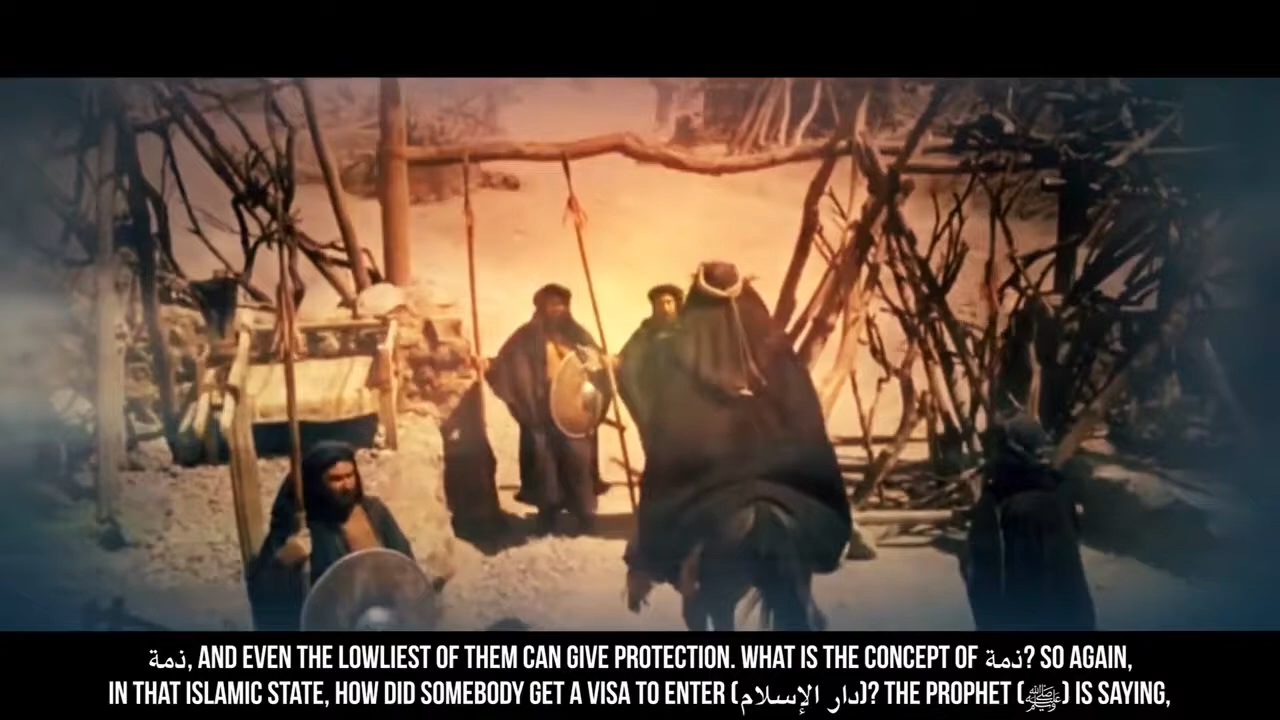 ذمة, AND EVEN THE LOWLIEST OF THEM CAN GIVE PROTECTION. WHAT IS THE CONCEPT OF ذمة? SO AGAIN,
IN THAT ISLAMIC STATE, HOW DID SOMEBODY GET A VISA TO ENTER (دار الإسلام)? THE PROPHET (ﷺ) IS SAYING,